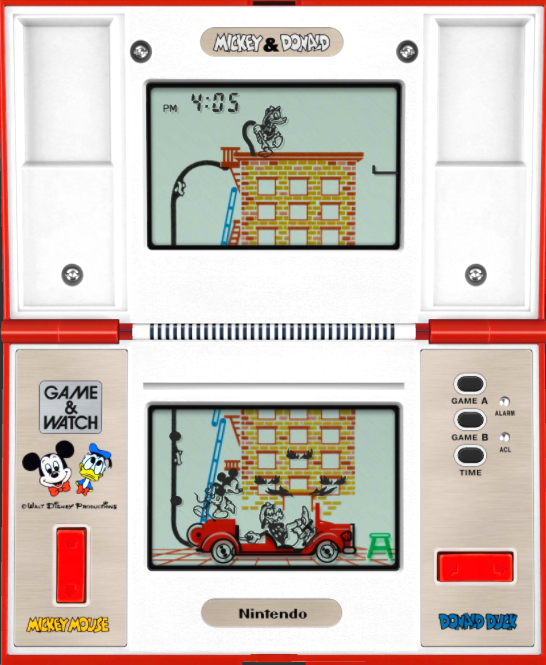 MICKEY & DONALD
PM 4:05
GAME
&
WATCH
© WALT DISNEY PRODUCTIONS
MICKEY MOUSE
GAME A
ALARM
GAME B
ACL
TIME
Nintendo
DONALD DUCK